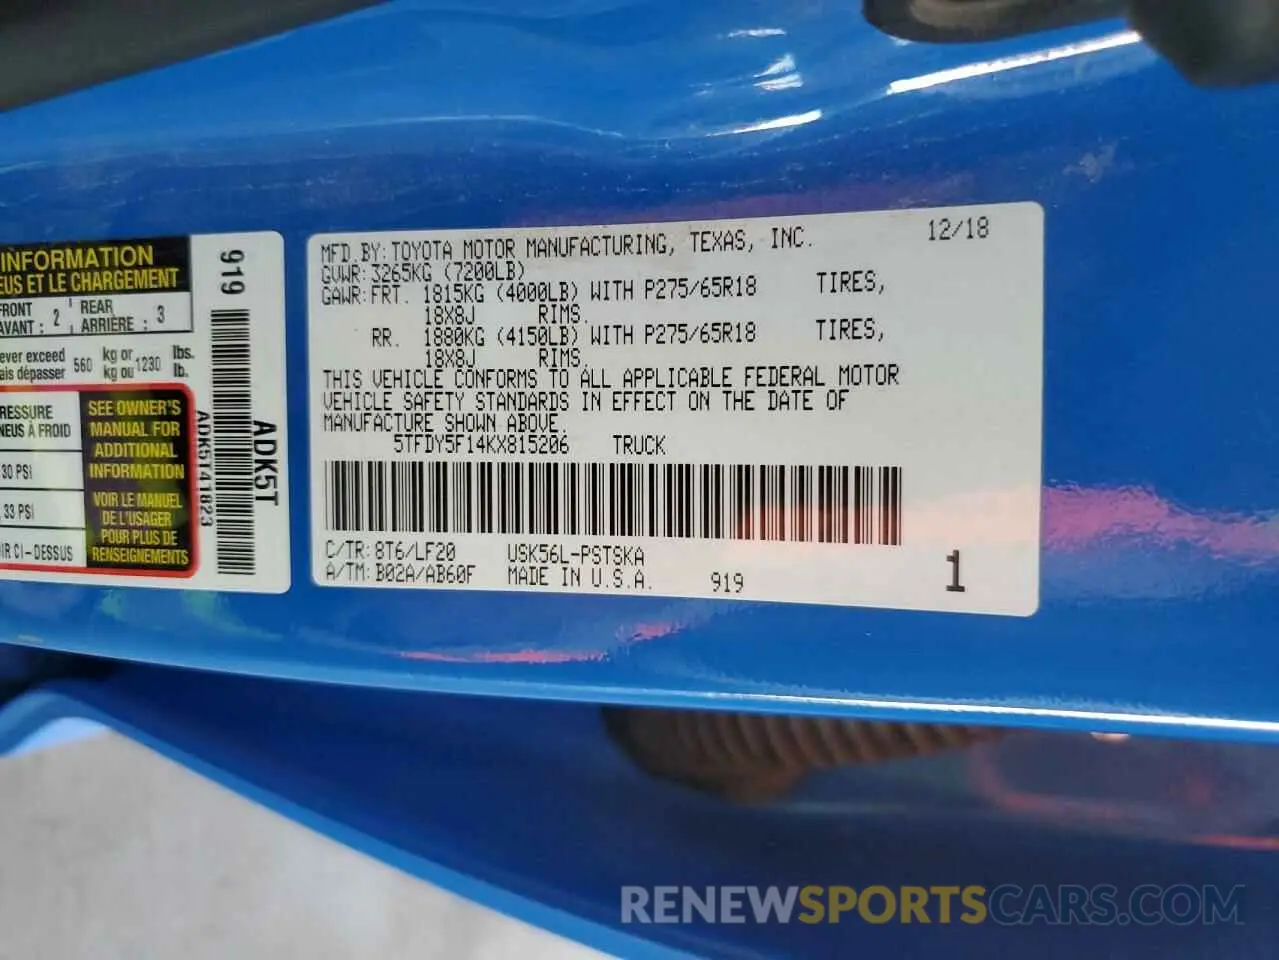 INFORMATION
EUS ET LE CHARGEMENT
FRONT
AVANT : 2
REAR
ARRIÈRE : 3
ever exceed
ais dépasser
560
kg or
kg ou
1230
lbs.
lb.
RESSURE
NEUS À FROID
30 PSI
33 PSI
IR CI-DESSUS
SEE OWNER'S
MANUAL FOR
ADDITIONAL
INFORMATION
VOIR LE MANUEL
DE L'USAGER
POUR PLUS DE
RENSEIGNEMENTS
919
ADK5141823
ADK5T
MFD.BY:TOYOTA MOTOR MANUFACTURING, TEXAS, INC. 12/18
GVWR:3265KG (7200LB)
GAWR:FRT. 1815KG (4000LB) WITH P275/65R18 TIRES,
18X8J RIMS.
RR. 1880KG (4150LB) WITH P275/65R18 TIRES,
18X8J RIMS.
THIS VEHICLE CONFORMS TO ALL APPLICABLE FEDERAL MOTOR
VEHICLE SAFETY STANDARDS IN EFFECT ON THE DATE OF
MANUFACTURE SHOWN ABOVE.
5TFDY5F14KX815206 TRUCK
C/TR:8T6/LF20 USK56L-PSTSKA
A/TM:B02A/AB60F MADE IN U.S.A. 919 1
RENEWSPORTSCARS.COM